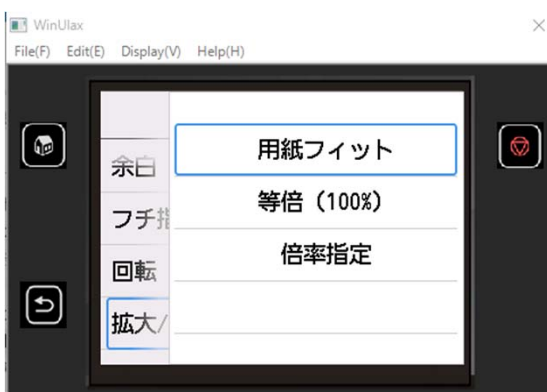 WinUlax
File(F) Edit(E) Display(V) Help(H)
余白
フチ指
回転
拡大/
用紙フィット
等倍（100%）
倍率指定